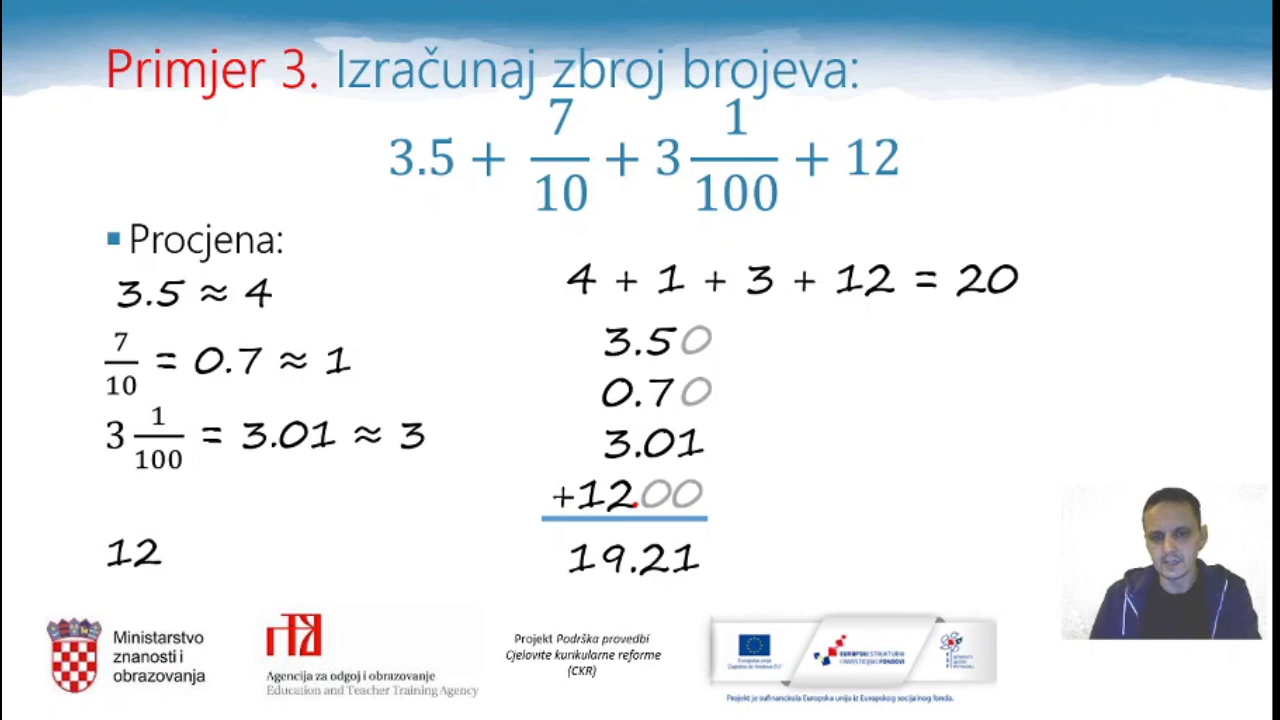 Primjer 3. Izračunaj zbroj brojeva:
3.5 + 7/10 + 3 1/100 + 12
▪ Procjena:
3.5 ≈ 4
7/10 = 0.7 ≈ 1
3 1/100 = 3.01 ≈ 3
12
4 + 1 + 3 + 12 = 20
3.50
0.70
3.01
+12.00
19.21
Ministarstvo
znanosti i
obrazovanja
Agencija za odgoj i obrazovanje
Education and Teacher Training Agency
Projekt Podrška provedbi
Cjelovite kurikularne reforme
(CKR)
Europska unija
EUROPSKI STRUKTURNI
I INVESTICIJSKI FONDOVI
Projekt je sufinancirala Europska unija iz Europskog socijalnog fonda.